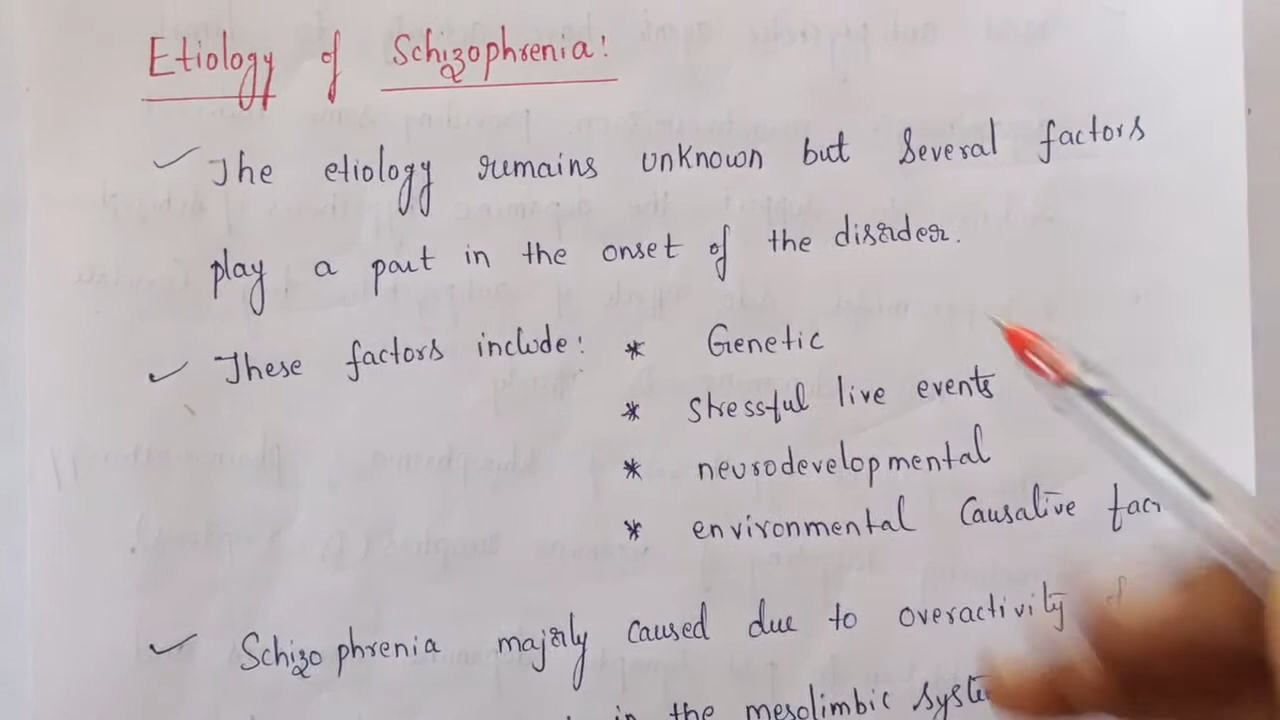 Etiology of Schizophrenia:
The etiology remains unknown but several factors
play a part in the onset of the disorder.
These factors include: * Genetic
* stressful live events
* neurodevelopmental
* environmental causative
Schizophrenia majorly caused due to overactivity
in the mesolimbic